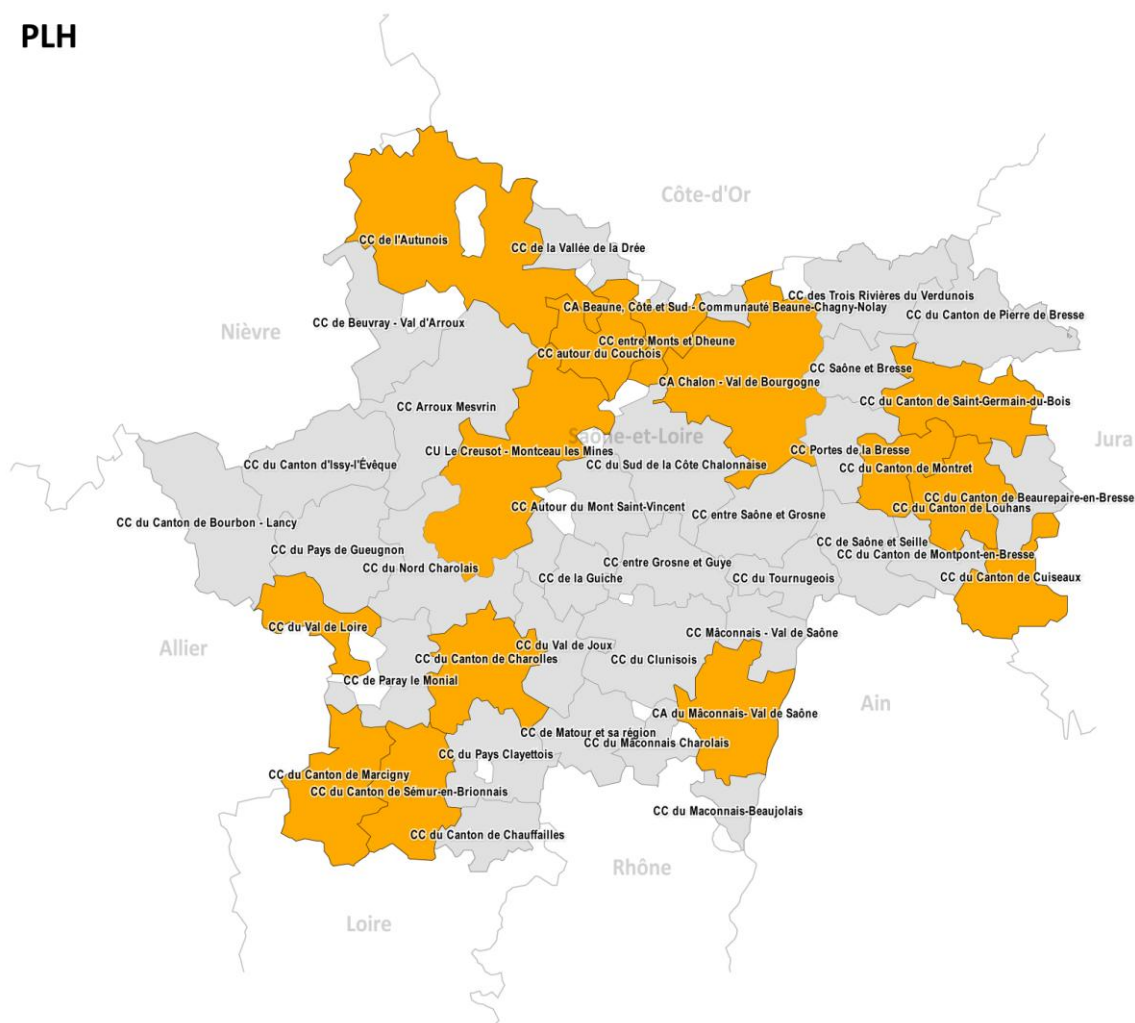 PLH
Côte-d'Or
CC de l'Autunois
CC de la Vallée de la Drée
CC des Trois Rivières du Verdunois
CA Beaune, Côte et Sud - Communauté Beaune-Chagny-Nolay
CC du Canton de Pierre de Bresse
Nièvre
CC de Beuvray - Val d'Arroux
CC entre Monts et Dheune
CC autour du Couchois
CC Saône et Bresse
CA Chalon - Val de Bourgogne
CC du Canton de Saint-Germain-du-Bois
CC Arroux Mesvrin
Saône-et-Loire
Jura
CU Le Creusot - Montceau les Mines
CC Portes de la Bresse
CC du Canton d'Issy-l'Évêque
CC du Sud de la Côte Chalonnaise
CC du Canton de Montret
CC du Canton de Beaurepaire-en-Bresse
CC Autour du Mont Saint-Vincent
CC du Canton de Louhans
CC entre Saône et Grosne
CC du Canton de Bourbon - Lancy
CC de Saône et Seille
CC du Pays de Gueugnon
CC du Canton de Montpont-en-Bresse
CC entre Grosne et Guye
CC du Nord Charolais
CC de la Guiche
CC du Tournugeois
CC du Canton de Cuiseaux
CC du Val de Loire
CC Mâconnais - Val de Saône
Allier
CC du Val de Joux
CC du Canton de Charolles
CC du Clunisois
CC de Paray le Monial
Ain
CA du Mâconnais- Val de Saône
CC de Matour et sa région
CC du Mâconnais Charolais
CC du Pays Clayettois
CC du Canton de Marcigny
CC du Canton de Sémur-en-Brionnais
CC du Maconnais-Beaujolais
CC du Canton de Chauffailles
Rhône
Loire